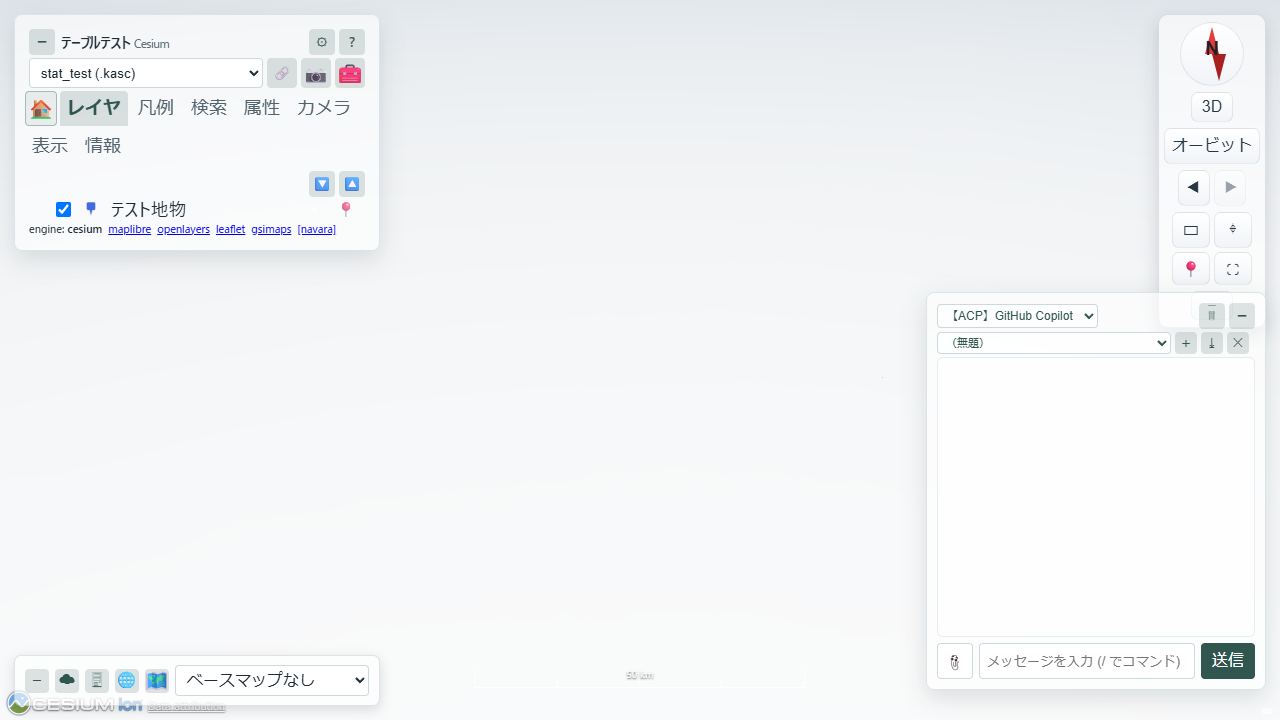 − テーブルテスト Cesium ⚙ ?
stat_test (.kasc)
レイヤ 凡例 検索 属性 カメラ
表示 情報
テスト地物
engine: cesium maplibre openlayers leaflet gsimaps [navara]
N
3D
オービット
【ACP】GitHub Copilot
（無題）
メッセージを入力 (/ でコマンド)
送信
50 km
ベースマップなし
CESIUM ion Data attribution